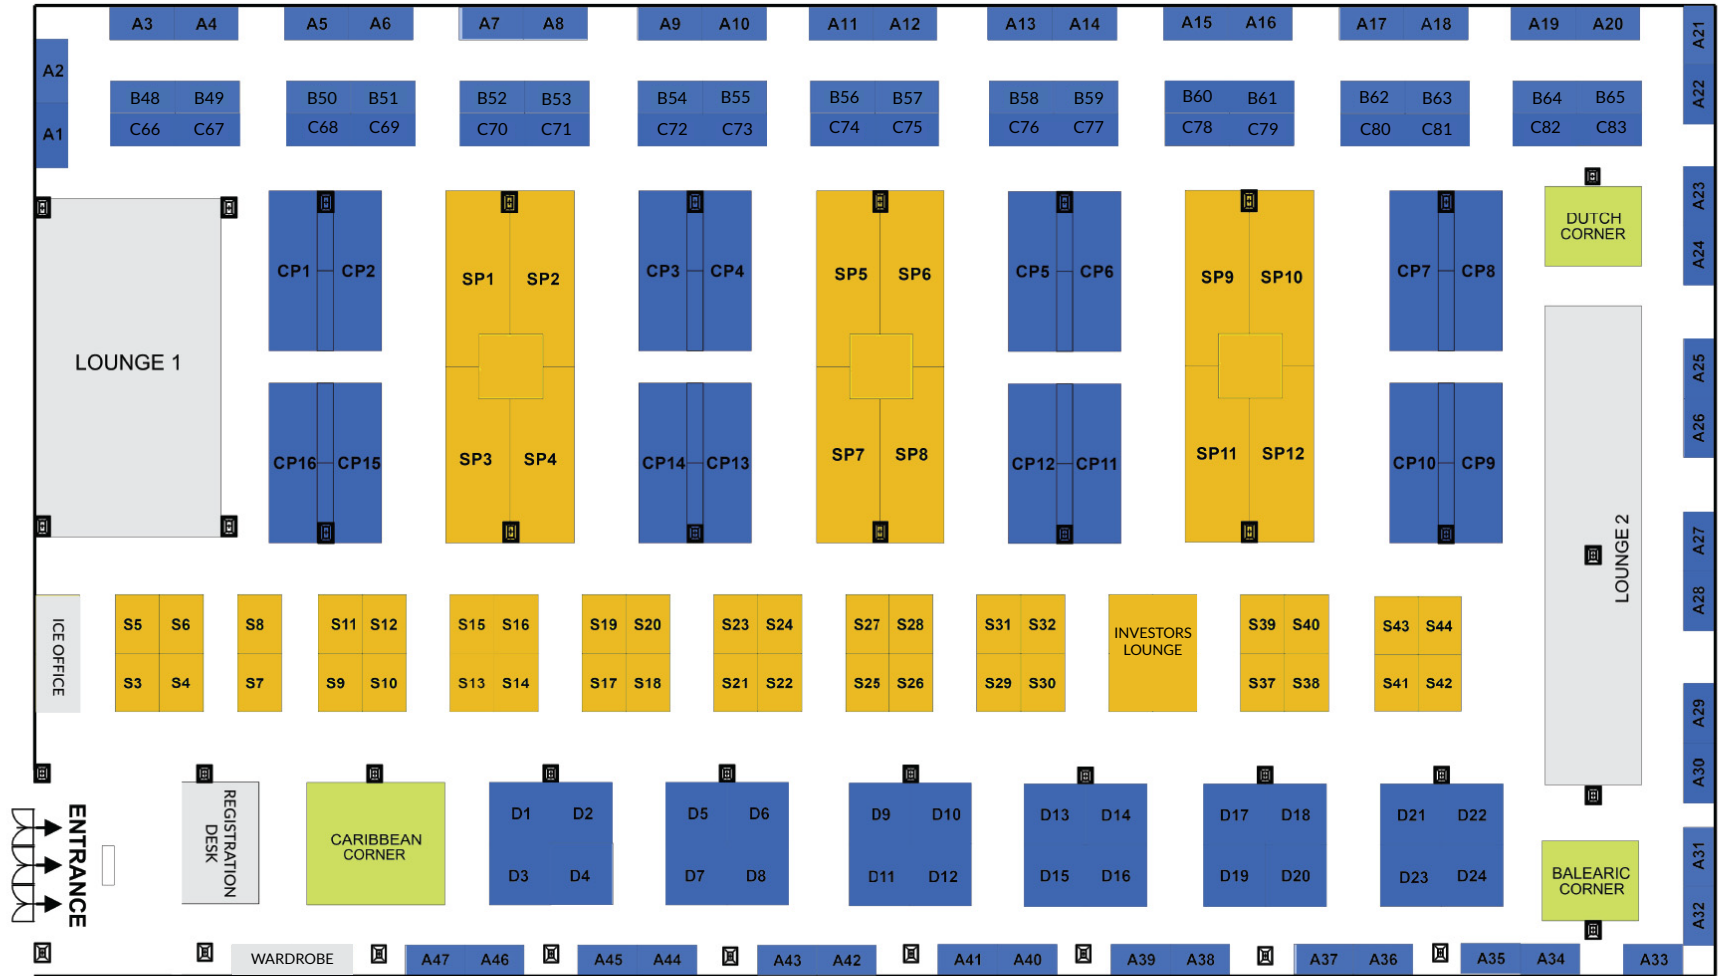 A3 A4 A5 A6 A7 A8 A9 A10 A11 A12 A13 A14 A15 A16 A17 A18 A19 A20
A21
A2
A22
B48 B49 B50 B51 B52 B53 B54 B55 B56 B57 B58 B59 B60 B61 B62 B63 B64 B65
A1
C66 C67 C68 C69 C70 C71 C72 C73 C74 C75 C76 C77 C78 C79 C80 C81 C82 C83
A23
DUTCH
CORNER
A24
CP1 CP2 SP1 SP2 CP3 CP4 SP5 SP6 CP5 CP6 SP9 SP10 CP7 CP8
LOUNGE 1
A25
A26
CP16 CP15 SP3 SP4 CP14 CP13 SP7 SP8 CP12 CP11 SP11 SP12 CP10 CP9
LOUNGE 2
A27
A28
ICE OFFICE
S5 S6 S8 S11 S12 S15 S16 S19 S20 S23 S24 S27 S28 S31 S32
INVESTORS
LOUNGE
S39 S40 S43 S44
S3 S4 S7 S9 S10 S13 S14 S17 S18 S21 S22 S25 S26 S29 S30 S37 S38 S41 S42
A29
A30
ENTRANCE
REGISTRATION
DESK
CARIBBEAN
CORNER
D1 D2 D5 D6 D9 D10 D13 D14 D17 D18 D21 D22
D3 D4 D7 D8 D11 D12 D15 D16 D19 D20 D23 D24
BALEARIC
CORNER
A31
A32
WARDROBE
A47 A46 A45 A44 A43 A42 A41 A40 A39 A38 A37 A36 A35 A34 A33